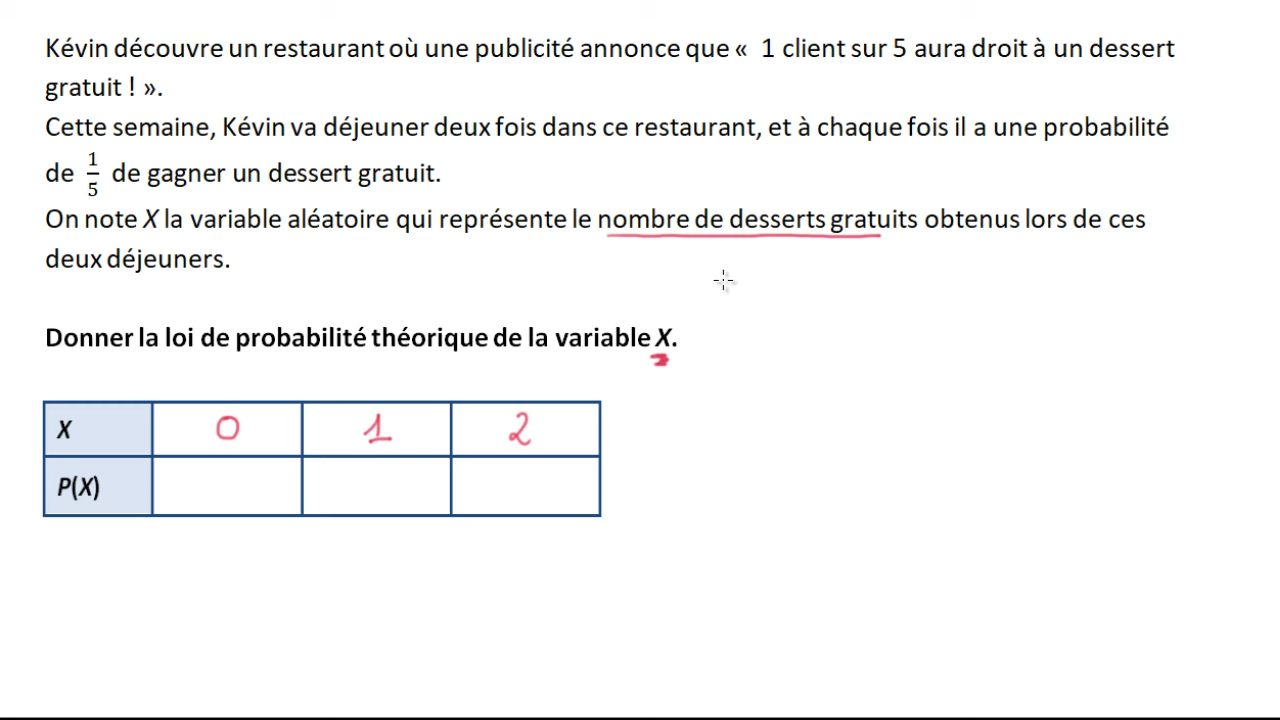 Kévin découvre un restaurant où une publicité annonce que «  1 client sur 5 aura droit à un dessert
gratuit ! ».
Cette semaine, Kévin va déjeuner deux fois dans ce restaurant, et à chaque fois il a une probabilité
de 1/5 de gagner un dessert gratuit.
On note X la variable aléatoire qui représente le nombre de desserts gratuits obtenus lors de ces
deux déjeuners.
Donner la loi de probabilité théorique de la variable X.
X 0 1 2
P(X)